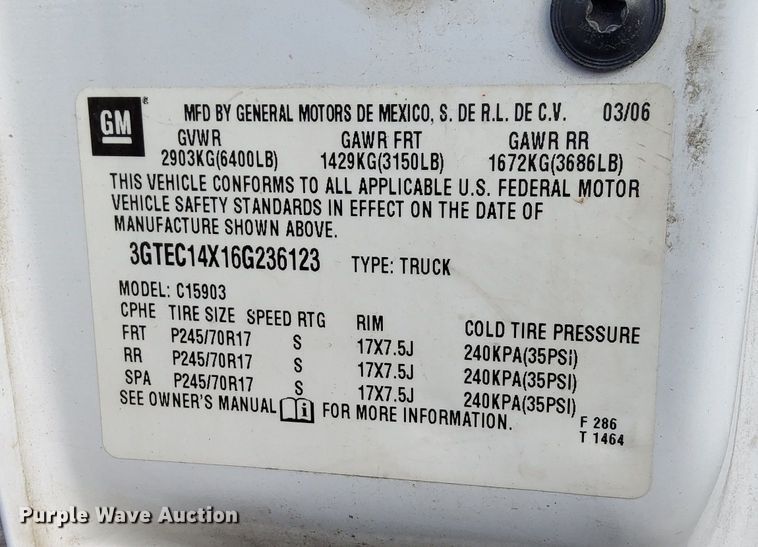 GM®
MFD BY GENERAL MOTORS DE MEXICO, S. DE R.L. DE C.V. 03/06
GVWR GAWR FRT GAWR RR
2903KG(6400LB) 1429KG(3150LB) 1672KG(3686LB)
THIS VEHICLE CONFORMS TO ALL APPLICABLE U.S. FEDERAL MOTOR
VEHICLE SAFETY STANDARDS IN EFFECT ON THE DATE OF
MANUFACTURE SHOWN ABOVE.
3GTEC14X16G236123 TYPE: TRUCK
MODEL: C15903
CPHE TIRE SIZE SPEED RTG RIM COLD TIRE PRESSURE
FRT P245/70R17 S 17X7.5J 240KPA(35PSi)
RR P245/70R17 S 17X7.5J 240KPA(35PSI)
SPA P245/70R17 S 17X7.5J 240KPA(35PSI)
SEE OWNER'S MANUAL i FOR MORE INFORMATION.
F 286
T 1464
Purple Wave Auction